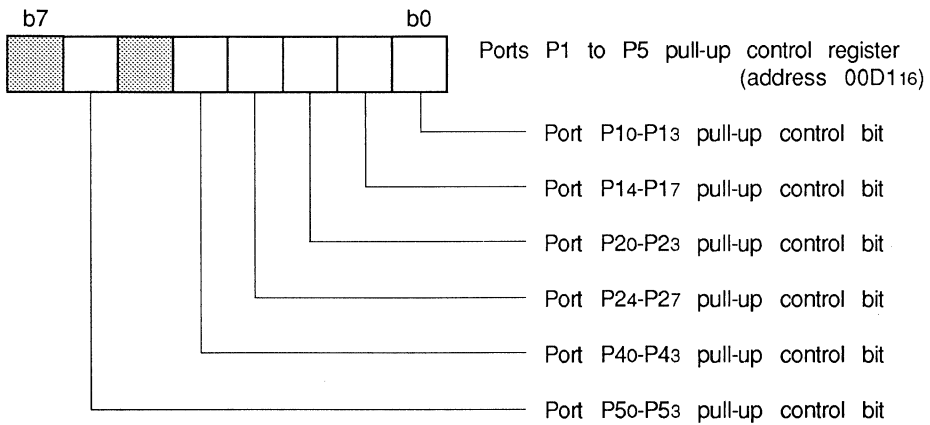 b7 b0
Ports P1 to P5 pull-up control register
(address 00D116)
Port P10-P13 pull-up control bit
Port P14-P17 pull-up control bit
Port P20-P23 pull-up control bit
Port P24-P27 pull-up control bit
Port P40-P43 pull-up control bit
Port P50-P53 pull-up control bit